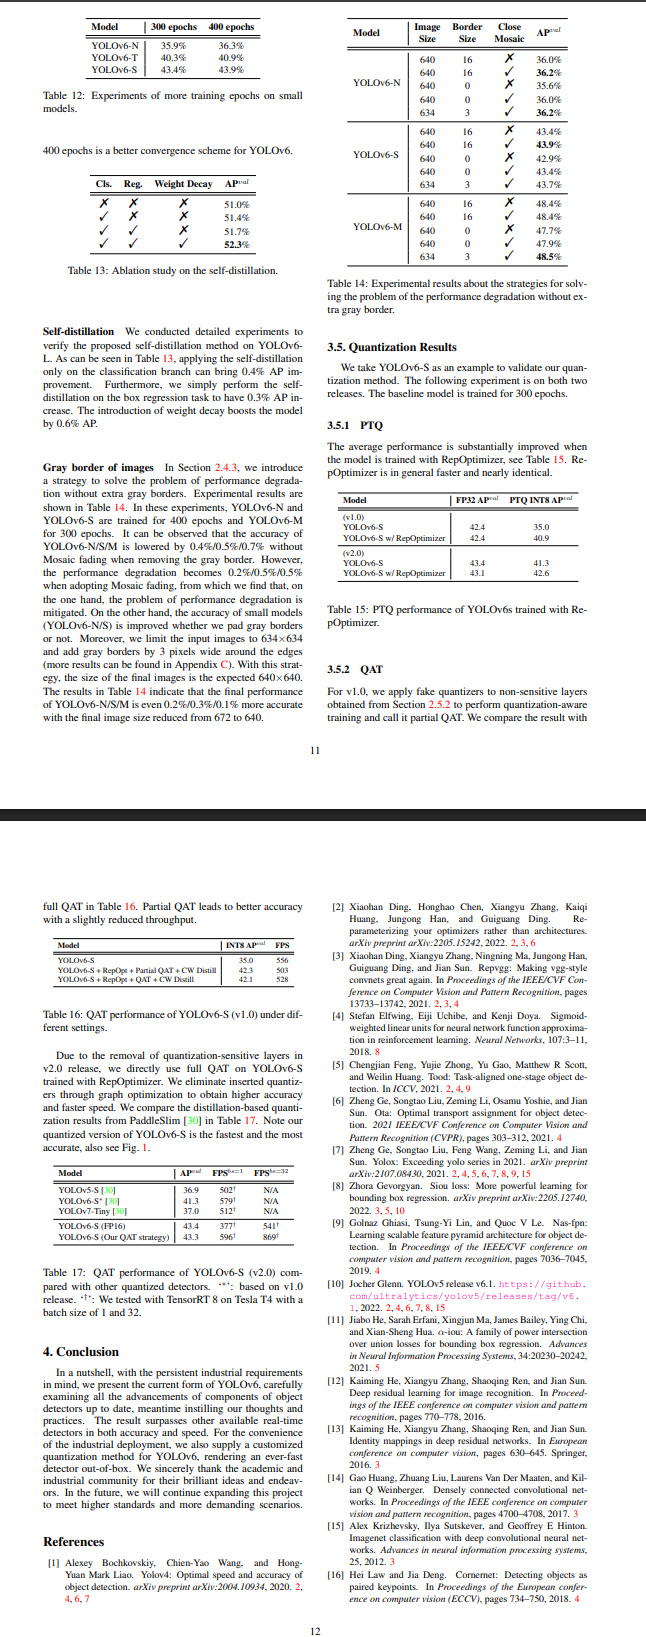 Model 300 epochs 400 epochs
YOLOv6-N 35.9% 36.3%
YOLOv6-T 40.3% 40.9%
YOLOv6-S 43.4% 43.9%
Table 12: Experiments of more training epochs on small
models.
400 epochs is a better convergence scheme for YOLOv6.
Cls. Reg. Weight Decay APval
✗ ✗ ✗ 51.0%
✓ ✗ ✗ 51.4%
✓ ✓ ✗ 51.7%
✓ ✓ ✓ 52.3%
Table 13: Ablation study on the self-distillation.
Self-distillation We conducted detailed experiments to
verify the proposed self-distillation method on YOLOv6-
L. As can be seen in Table 13, applying the self-distillation
only on the classification branch can bring 0.4% AP im-
provement. Furthermore, we simply perform the self-
distillation on the box regression task to have 0.3% AP in-
crease. The introduction of weight decay boosts the model
by 0.6% AP.
Gray border of images In Section 2.4.3, we introduce
a strategy to solve the problem of performance degrada-
tion without extra gray borders. Experimental results are
shown in Table 14. In these experiments, YOLOv6-N and
YOLOv6-S are trained for 400 epochs and YOLOv6-M
for 300 epochs. It can be observed that the accuracy of
YOLOv6-N/S/M is lowered by 0.4%/0.5%/0.7% without
Mosaic fading when removing the gray border. However,
the performance degradation becomes 0.2%/0.5%/0.5%
when adopting Mosaic fading, from which we find that, on
the one hand, the problem of performance degradation is
mitigated. On the other hand, the accuracy of small models
(YOLOv6-N/S) is improved whether we pad gray borders
or not. Moreover, we limit the input images to 634×634
and add gray borders by 3 pixels wide around the edges
(more results can be found in Appendix C). With this strat-
egy, the size of the final images is the expected 640×640.
The results in Table 14 indicate that the final performance
of YOLOv6-N/S/M is even 0.2%/0.3%/0.1% more accurate
with the final image size reduced from 672 to 640.
Model Image Size Border Size Close Mosaic APval
YOLOv6-N
640 16 ✗ 36.0%
640 16 ✓ 36.2%
640 0 ✗ 35.6%
640 0 ✓ 36.0%
634 3 ✓ 36.2%
YOLOv6-S
640 16 ✗ 43.4%
640 16 ✓ 43.9%
640 0 ✗ 42.9%
640 0 ✓ 43.4%
634 3 ✓ 43.7%
YOLOv6-M
640 16 ✗ 48.4%
640 16 ✓ 48.4%
640 0 ✗ 47.7%
640 0 ✓ 47.9%
634 3 ✓ 48.5%
Table 14: Experimental results about the strategies for solv-
ing the problem of the performance degradation without ex-
tra gray border.
3.5. Quantization Results
We take YOLOv6-S as an example to validate our quan-
tization method. The following experiment is on both two
releases. The baseline model is trained for 300 epochs.
3.5.1 PTQ
The average performance is substantially improved when
the model is trained with RepOptimizer, see Table 15. Re-
pOptimizer is in general faster and nearly identical.
Model FP32 APval PTQ INT8 APval
(v1.0)
YOLOv6-S 42.4 35.0
YOLOv6-S w/ RepOptimizer 42.4 40.9
(v2.0)
YOLOv6-S 43.4 41.3
YOLOv6-S w/ RepOptimizer 43.1 42.6
Table 15: PTQ performance of YOLOv6s trained with Re-
pOptimizer.
3.5.2 QAT
For v1.0, we apply fake quantizers to non-sensitive layers
obtained from Section 2.5.2 to perform quantization-aware
training and call it partial QAT. We compare the result with
11
full QAT in Table 16. Partial QAT leads to better accuracy
with a slightly reduced throughput.
Model INT8 APval FPS
YOLOv6-S 35.0 556
YOLOv6-S + RepOpt + Partial QAT + CW Distill 42.3 503
YOLOv6-S + RepOpt + QAT + CW Distill 42.1 528
Table 16: QAT performance of YOLOv6-S (v1.0) under dif-
ferent settings.
Due to the removal of quantization-sensitive layers in
v2.0 release, we directly use full QAT on YOLOv6-S
trained with RepOptimizer. We eliminate inserted quantiz-
ers through graph optimization to obtain higher accuracy
and faster speed. We compare the distillation-based quanti-
zation results from PaddleSlim [30] in Table 17. Note our
quantized version of YOLOv6-S is the fastest and the most
accurate, also see Fig. 1.
Model APval FPSbs=1 FPSbs=32
YOLOv5-S [30] 36.9 502† N/A
YOLOv6-S* [30] 41.3 579† N/A
YOLOv7-Tiny [30] 37.0 512† N/A
YOLOv6-S (FP16) 43.4 377† 541†
YOLOv6-S (Our QAT strategy) 43.3 596† 869†
Table 17: QAT performance of YOLOv6-S (v2.0) com-
pared with other quantized detectors. ‘*’: based on v1.0
release. ‘†’: We tested with TensorRT 8 on Tesla T4 with a
batch size of 1 and 32.
4. Conclusion
In a nutshell, with the persistent industrial requirements
in mind, we present the current form of YOLOv6, carefully
examining all the advancements of components of object
detectors up to date, meantime instilling our thoughts and
practices. The result surpasses other available real-time
detectors in both accuracy and speed. For the convenience
of the industrial deployment, we also supply a customized
quantization method for YOLOv6, rendering an ever-fast
detector out-of-box. We sincerely thank the academic and
industrial community for their brilliant ideas and endeav-
ors. In the future, we will continue expanding this project
to meet higher standards and more demanding scenarios.
References
[1] Alexey Bochkovskiy, Chien-Yao Wang, and Hong-
Yuan Mark Liao. Yolov4: Optimal speed and accuracy of
object detection. arXiv preprint arXiv:2004.10934, 2020. 2,
4, 6, 7
[2] Xiaohan Ding, Honghao Chen, Xiangyu Zhang, Kaiqi
Huang, Jungong Han, and Guiguang Ding. Re-
parameterizing your optimizers rather than architectures.
arXiv preprint arXiv:2205.15242, 2022. 2, 3, 6
[3] Xiaohan Ding, Xiangyu Zhang, Ningning Ma, Jungong Han,
Guiguang Ding, and Jian Sun. Repvgg: Making vgg-style
convnets great again. In Proceedings of the IEEE/CVF Con-
ference on Computer Vision and Pattern Recognition, pages
13733–13742, 2021. 2, 3, 4
[4] Stefan Elfwing, Eiji Uchibe, and Kenji Doya. Sigmoid-
weighted linear units for neural network function approxima-
tion in reinforcement learning. Neural Networks, 107:3–11,
2018. 8
[5] Chengjian Feng, Yujie Zhong, Yu Gao, Matthew R Scott,
and Weilin Huang. Tood: Task-aligned one-stage object de-
tection. In ICCV, 2021. 2, 4, 9
[6] Zheng Ge, Songtao Liu, Zeming Li, Osamu Yoshie, and Jian
Sun. Ota: Optimal transport assignment for object detec-
tion. 2021 IEEE/CVF Conference on Computer Vision and
Pattern Recognition (CVPR), pages 303–312, 2021. 4
[7] Zheng Ge, Songtao Liu, Feng Wang, Zeming Li, and Jian
Sun. Yolox: Exceeding yolo series in 2021. arXiv preprint
arXiv:2107.08430, 2021. 2, 4, 5, 6, 7, 8, 9, 15
[8] Zhora Gevorgyan. Siou loss: More powerful learning for
bounding box regression. arXiv preprint arXiv:2205.12740,
2022. 3, 5, 10
[9] Golnaz Ghiasi, Tsung-Yi Lin, and Quoc V Le. Nas-fpn:
Learning scalable feature pyramid architecture for object de-
tection. In Proceedings of the IEEE/CVF conference on
computer vision and pattern recognition, pages 7036–7045,
2019. 4
[10] Jocher Glenn. YOLOv5 release v6.1. https://github.
com/ultralytics/yolov5/releases/tag/v6.
1, 2022. 2, 4, 6, 7, 8, 15
[11] Jiabo He, Sarah Erfani, Xingjun Ma, James Bailey, Ying Chi,
and Xian-Sheng Hua. α-iou: A family of power intersection
over union losses for bounding box regression. Advances
in Neural Information Processing Systems, 34:20230–20242,
2021. 5
[12] Kaiming He, Xiangyu Zhang, Shaoqing Ren, and Jian Sun.
Deep residual learning for image recognition. In Proceed-
ings of the IEEE conference on computer vision and pattern
recognition, pages 770–778, 2016.
[13] Kaiming He, Xiangyu Zhang, Shaoqing Ren, and Jian Sun.
Identity mappings in deep residual networks. In European
conference on computer vision, pages 630–645. Springer,
2016. 3
[14] Gao Huang, Zhuang Liu, Laurens Van Der Maaten, and Kil-
ian Q Weinberger. Densely connected convolutional net-
works. In Proceedings of the IEEE conference on computer
vision and pattern recognition, pages 4700–4708, 2017. 3
[15] Alex Krizhevsky, Ilya Sutskever, and Geoffrey E Hinton.
Imagenet classification with deep convolutional neural net-
works. Advances in neural information processing systems,
25, 2012. 3
[16] Hei Law and Jia Deng. Cornernet: Detecting objects as
paired keypoints. In Proceedings of the European confer-
ence on computer vision (ECCV), pages 734–750, 2018. 4
12